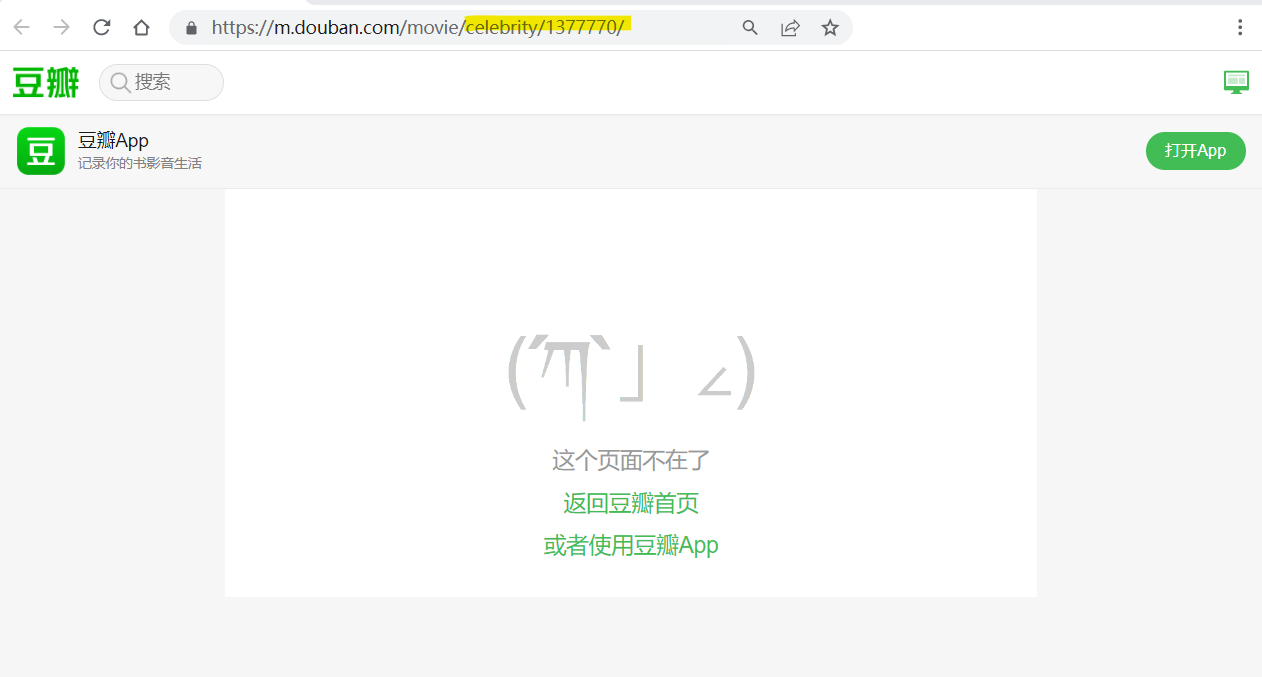 https://m.douban.com/movie/celebrity/1377770/
豆瓣
搜索
豆
豆瓣App
记录你的书影音生活
打开App
这个页面不在了
返回豆瓣首页
或者使用豆瓣App